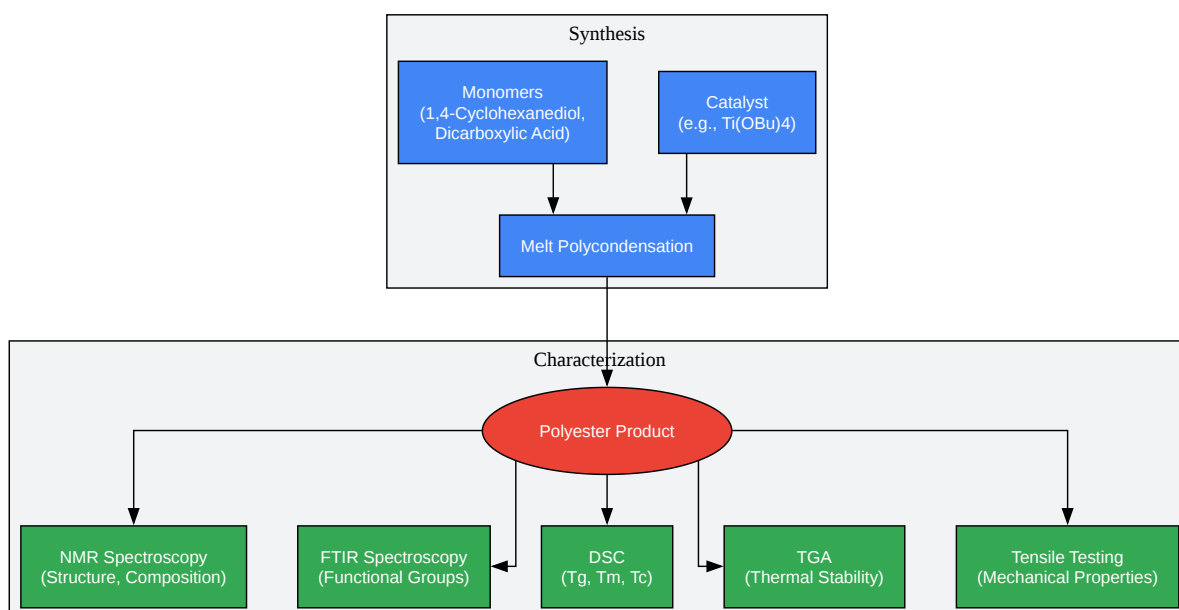 Synthesis
Monomers
(1,4-Cyclohexanediol,
Dicarboxylic Acid)
Catalyst
(e.g., Ti(OBu)4)
Melt Polycondensation
Characterization
Polyester Product
NMR Spectroscopy
(Structure, Composition)
FTIR Spectroscopy
(Functional Groups)
DSC
(Tg, Tm, Tc)
TGA
(Thermal Stability)
Tensile Testing
(Mechanical Properties)